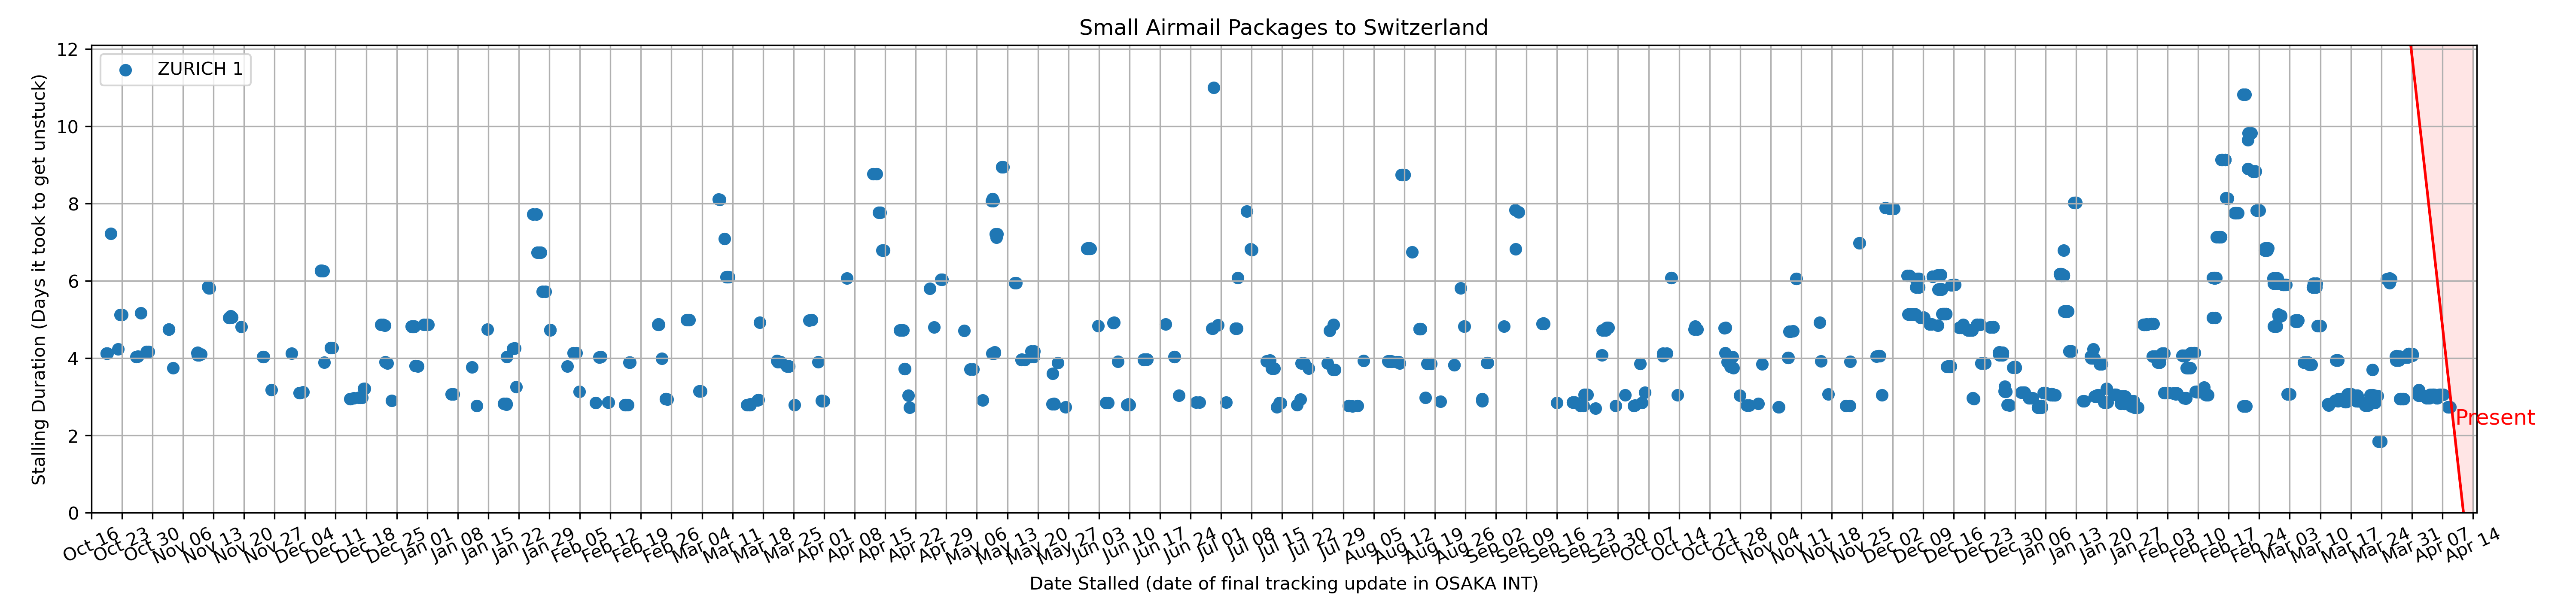 Small Airmail Packages to Switzerland
ZURICH 1
Stalling Duration (Days it took to get unstuck)
12
10
8
6
4
2
0
Present
Oct 16
Oct 23
Oct 30
Nov 06
Nov 13
Nov 20
Nov 27
Dec 04
Dec 11
Dec 18
Dec 25
Jan 01
Jan 08
Jan 15
Jan 22
Jan 29
Feb 05
Feb 12
Feb 19
Feb 26
Mar 04
Mar 11
Mar 18
Mar 25
Apr 01
Apr 08
Apr 15
Apr 22
Apr 29
May 06
May 13
May 20
May 27
Jun 03
Jun 10
Jun 17
Jun 24
Jul 01
Jul 08
Jul 15
Jul 22
Jul 29
Aug 05
Aug 12
Aug 19
Aug 26
Sep 02
Sep 09
Sep 16
Sep 23
Sep 30
Oct 07
Oct 14
Oct 21
Oct 28
Nov 04
Nov 11
Nov 18
Nov 25
Dec 02
Dec 09
Dec 16
Dec 23
Dec 30
Jan 06
Jan 13
Jan 20
Jan 27
Feb 03
Feb 10
Feb 17
Feb 24
Mar 03
Mar 10
Mar 17
Mar 24
Mar 31
Apr 07
Apr 14
Date Stalled (date of final tracking update in OSAKA INT)